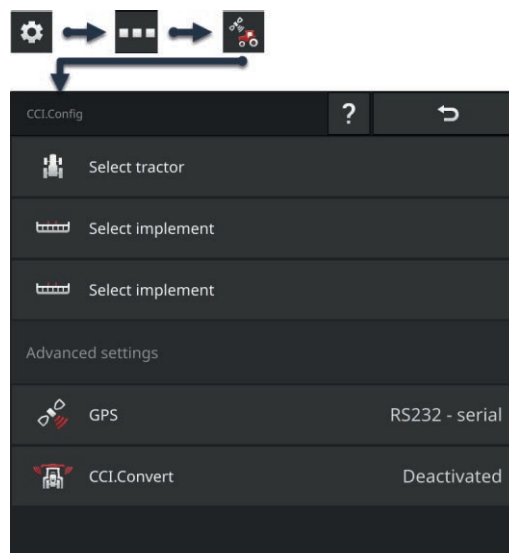 CCI.Config
?
Select tractor
Select implement
Select implement
Advanced settings
GPS RS232 - serial
CCI.Convert Deactivated